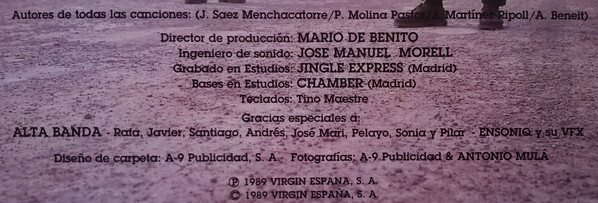 Autores de todas las canciones: (J. Saez Menchacatorre/P. Molina Pastor/J. Martínez Ripoll/A. Beneit)
Director de producción: MARIO DE BENITO
Ingeniero de sonido: JOSE MANUEL MORELL
Grabado en Estudios: JINGLE EXPRESS (Madrid)
Bases en Estudios: CHAMBER (Madrid)
Teclados: Tino Maestre
Gracias especiales a:
ALTA BANDA - Rafa, Javier, Santiago, Andrés, José Mari, Pelayo, Sonia y Pilar - ENSONIQ y su VFX
Diseño de carpeta: A-9 Publicidad, S. A. Fotografías; A-9 Publicidad & ANTONIO MULÁ
℗ 1989 VIRGIN ESPAÑA, S. A.
© 1989 VIRGIN ESPAÑA, S. A.